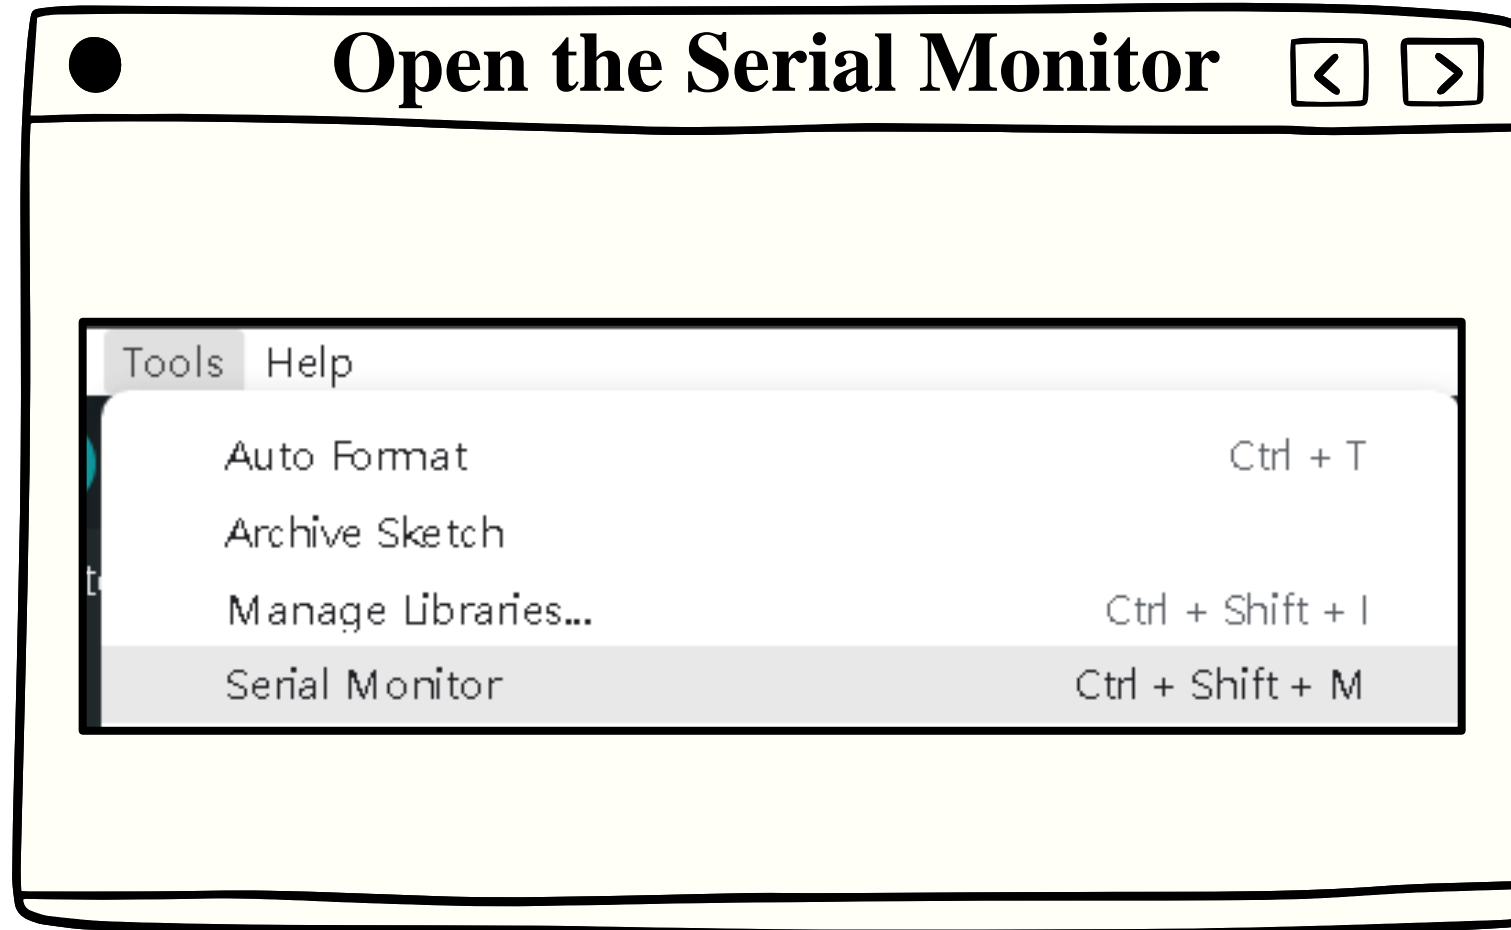 Open the Serial Monitor
Tools Help
Auto Format Ctrl + T
Archive Sketch
Manage Libraries... Ctrl + Shift + I
Serial Monitor Ctrl + Shift + M